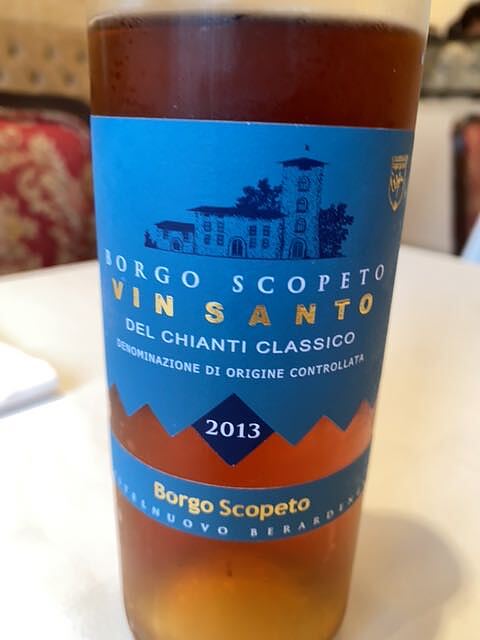 BORGO SCOPETO
VIN SANTO
DEL CHIANTI CLASSICO
DENOMINAZIONE DI ORIGINE CONTROLLATA
2013
Borgo Scopeto